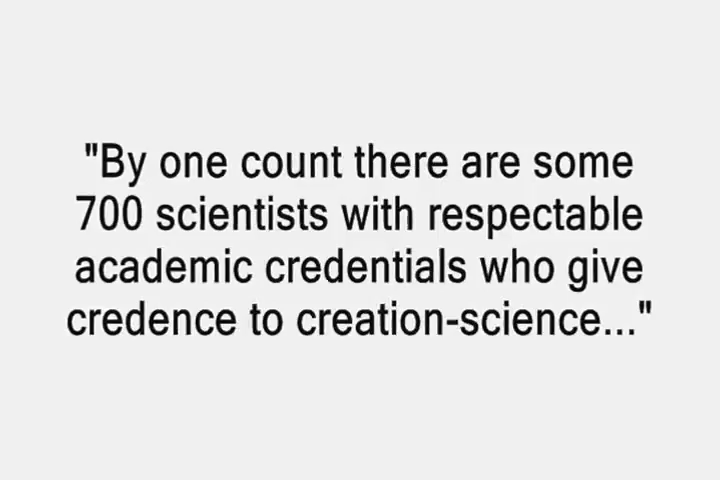 "By one count there are some
700 scientists with respectable
academic credentials who give
credence to creation-science..."